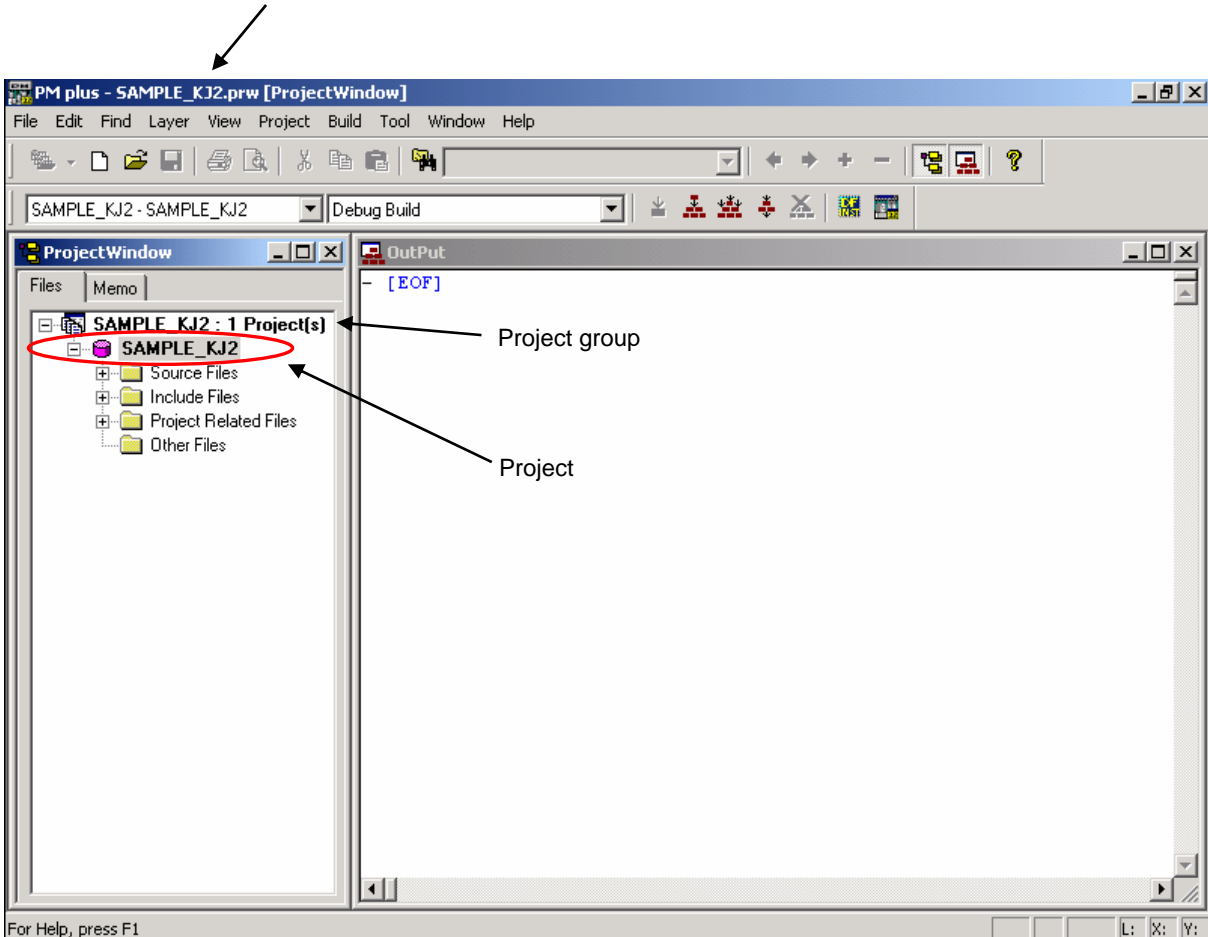 PM plus - SAMPLE_KJ2.prw [ProjectWindow]
File Edit Find Layer View Project Build Tool Window Help
SAMPLE_KJ2 - SAMPLE_KJ2 Debug Build
ProjectWindow
OutPut
Files Memo
- [EOF]
SAMPLE_KJ2 : 1 Project(s)
Project group
SAMPLE_KJ2
Source Files
Include Files
Project Related Files
Other Files
Project
For Help, press F1
L: X: Y: